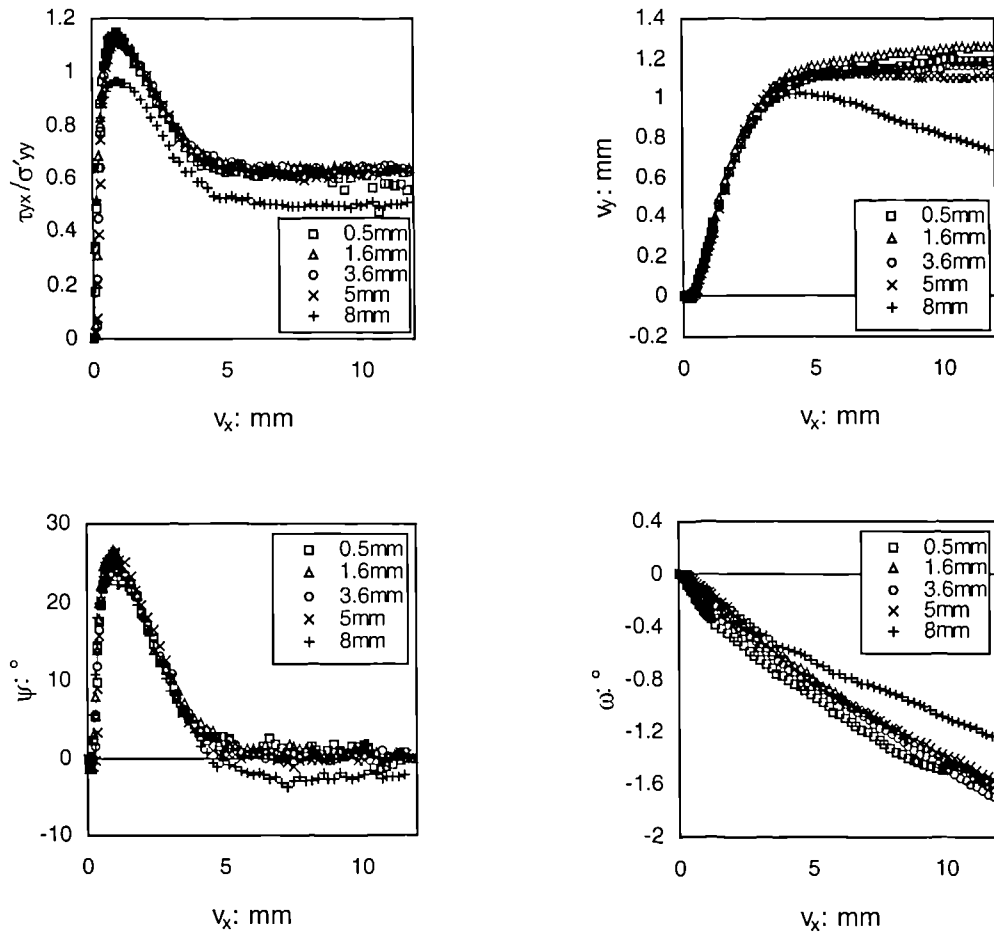 1.2
1
0.8
0.6
0.4
0.2
0
τyx/σ'yy
0.5mm
1.6mm
3.6mm
5mm
8mm
0 5 10
vx: mm
1.4
1.2
1
0.8
0.6
0.4
0.2
0
-0.2
vy: mm
0.5mm
1.6mm
3.6mm
5mm
8mm
0 5 10
vx: mm
30
20
10
0
-10
ψ: °
0.5mm
1.6mm
3.6mm
5mm
8mm
0 5 10
vx: mm
0.4
0
-0.4
-0.8
-1.2
-1.6
-2
ω: °
0.5mm
1.6mm
3.6mm
5mm
8mm
0 5 10
vx: mm